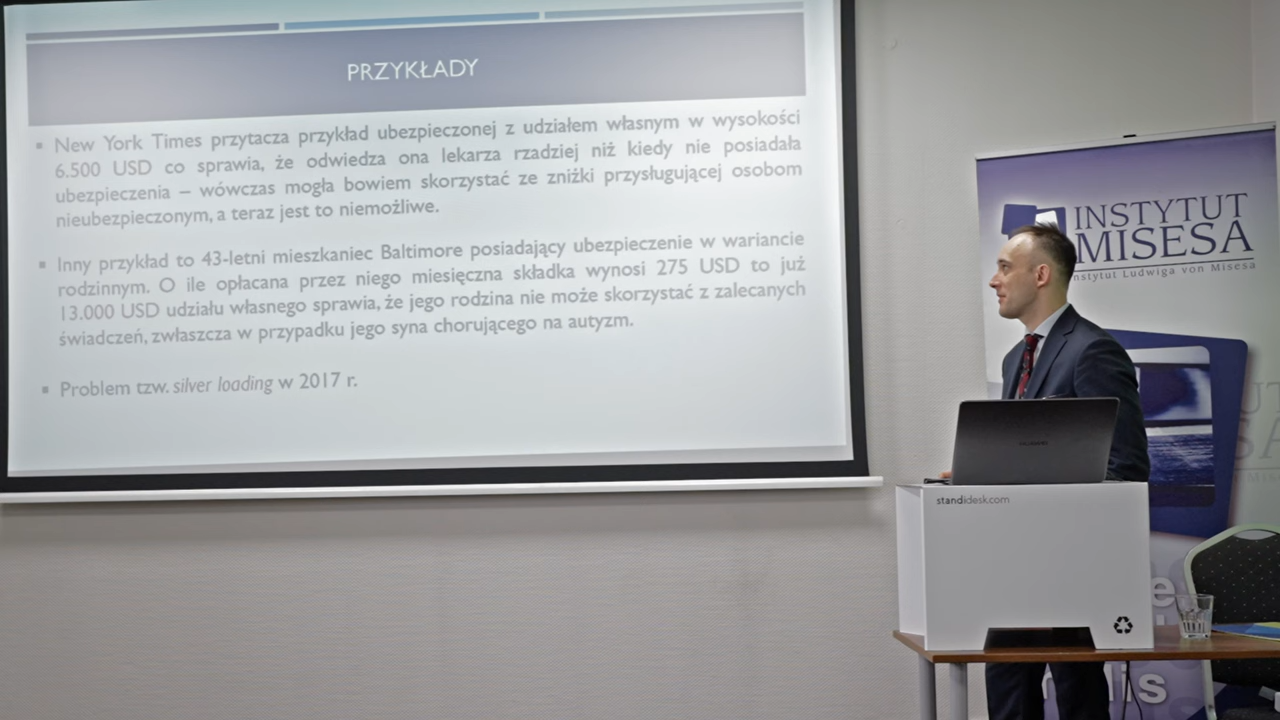 PRZYKŁADY
▪ New York Times przytacza przykład ubezpieczonej z udziałem własnym w wysokości
6.500 USD co sprawia, że odwiedza ona lekarza rzadziej niż kiedy nie posiadała
ubezpieczenia – wówczas mogła bowiem skorzystać ze zniżki przysługującej osobom
nieubezpieczonym, a teraz jest to niemożliwe.
▪ Inny przykład to 43-letni mieszkaniec Baltimore posiadający ubezpieczenie w wariancie
rodzinnym. O ile opłacana przez niego miesięczna składka wynosi 275 USD to już
13.000 USD udziału własnego sprawia, że jego rodzina nie może skorzystać z zalecanych
świadczeń, zwłaszcza w przypadku jego syna chorującego na autyzm.
▪ Problem tzw. silver loading w 2017 r.
INSTYTUT
MISESA
Instytut Ludwiga von Misesa
HUAWEI
standidesk.com